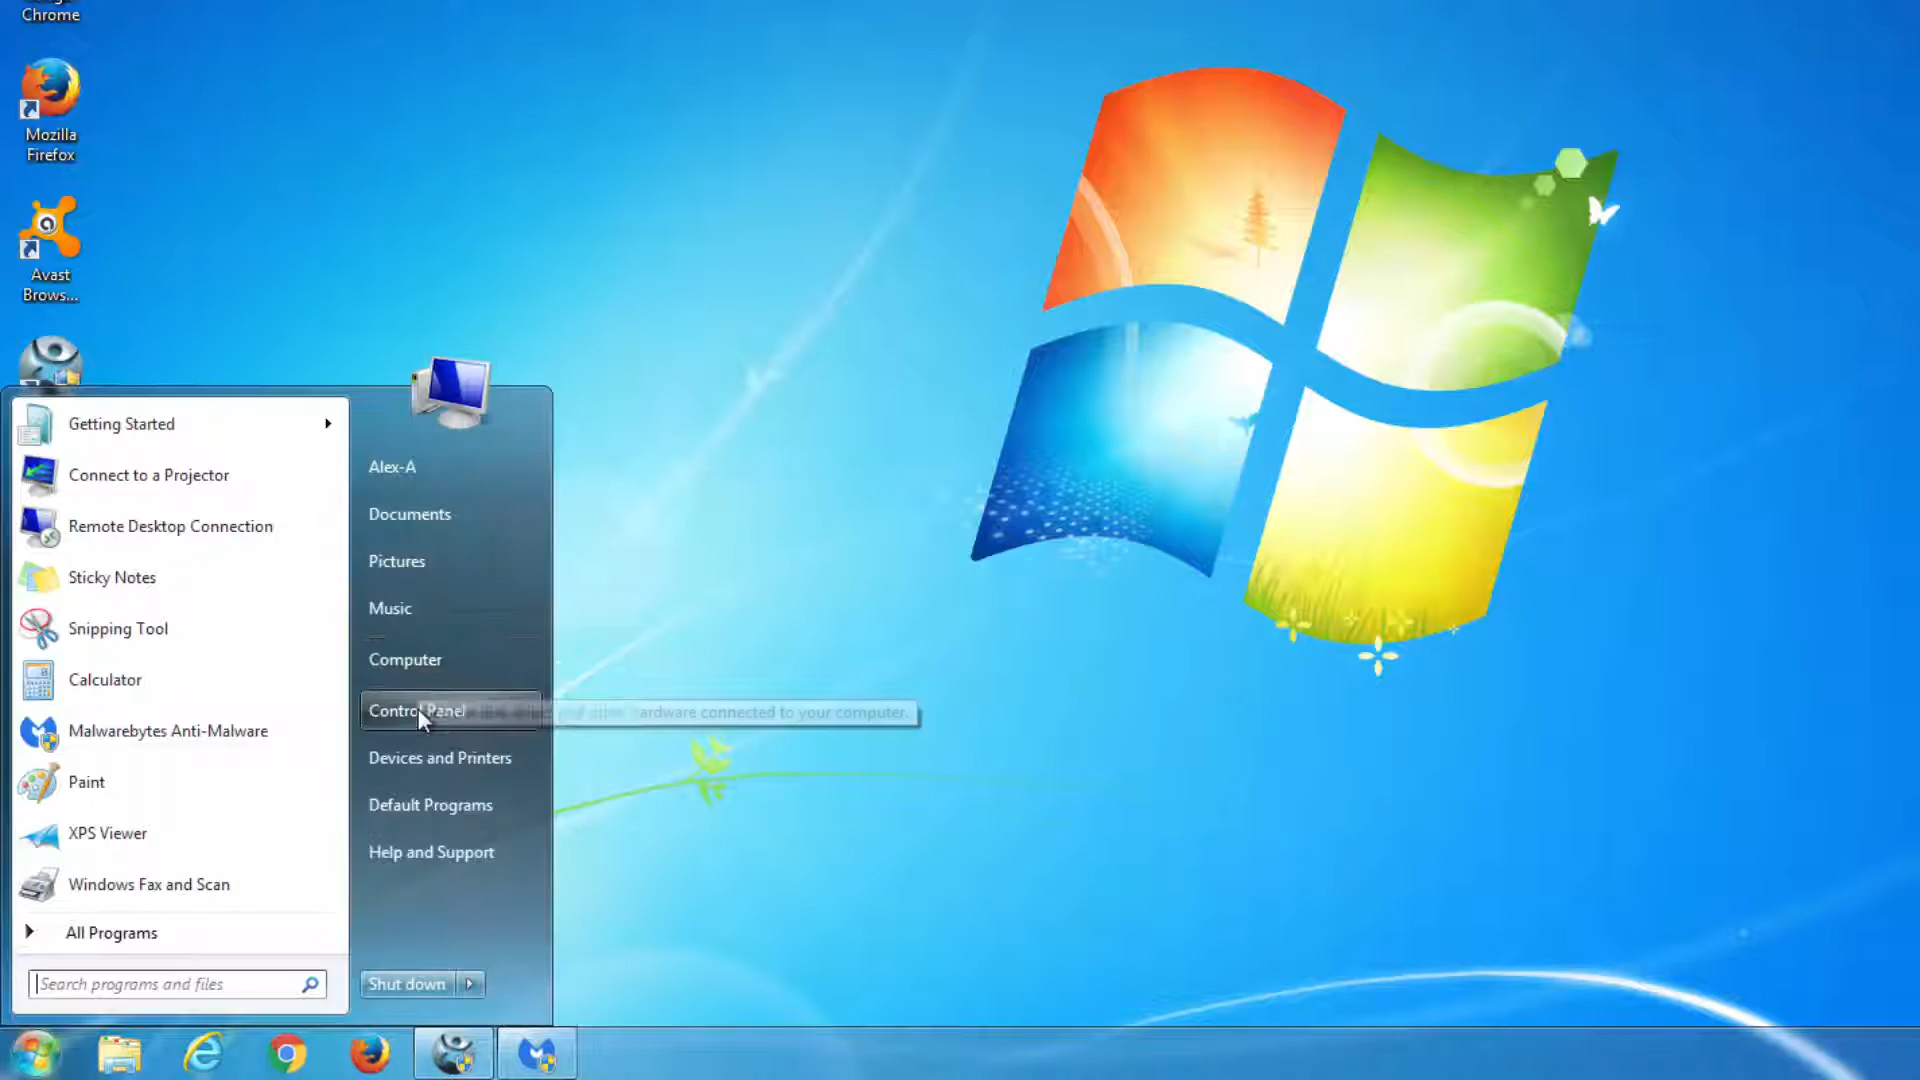 Chrome
Mozilla
Firefox
Avast
Brows...
Getting Started
Connect to a Projector
Remote Desktop Connection
Sticky Notes
Snipping Tool
Calculator
Malwarebytes Anti-Malware
Paint
XPS Viewer
Windows Fax and Scan
All Programs
Search programs and files
Alex-A
Documents
Pictures
Music
Computer
Control Panel
hardware connected to your computer.
Devices and Printers
Default Programs
Help and Support
Shut down